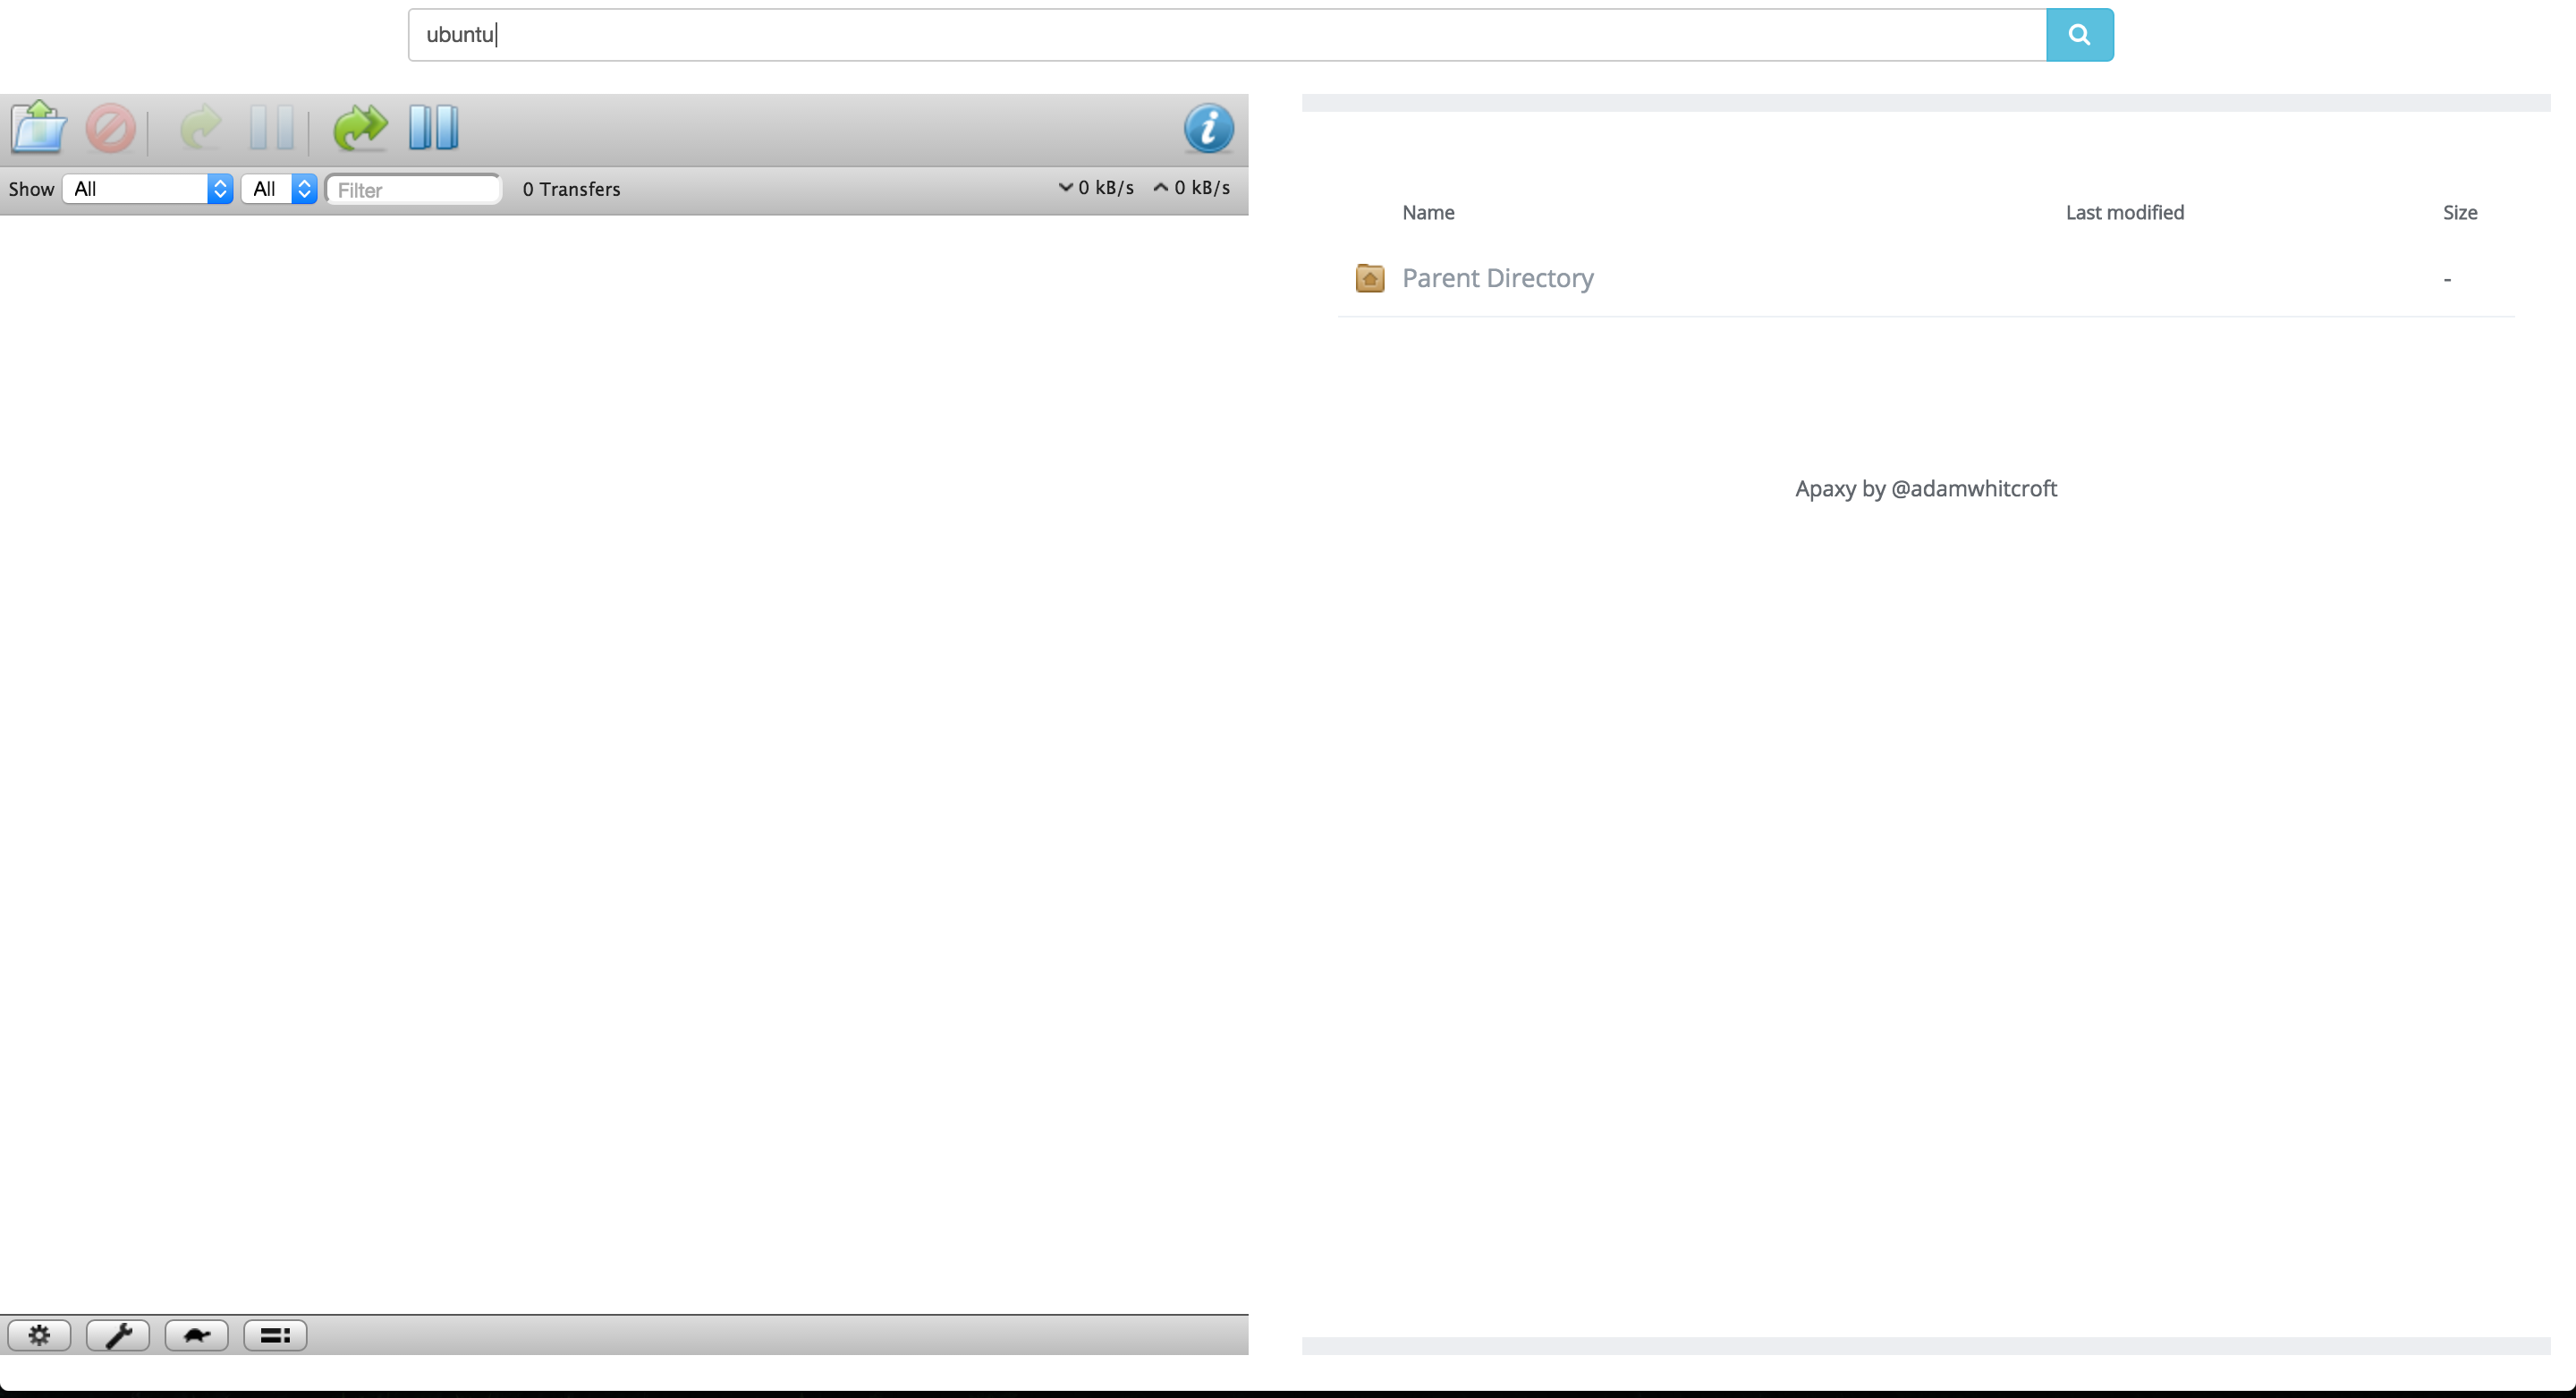 ubuntu
Show All All Filter 0 Transfers 0 kB/s 0 kB/s
Name Last modified Size
Parent Directory -
Apaxy by @adamwhitcroft